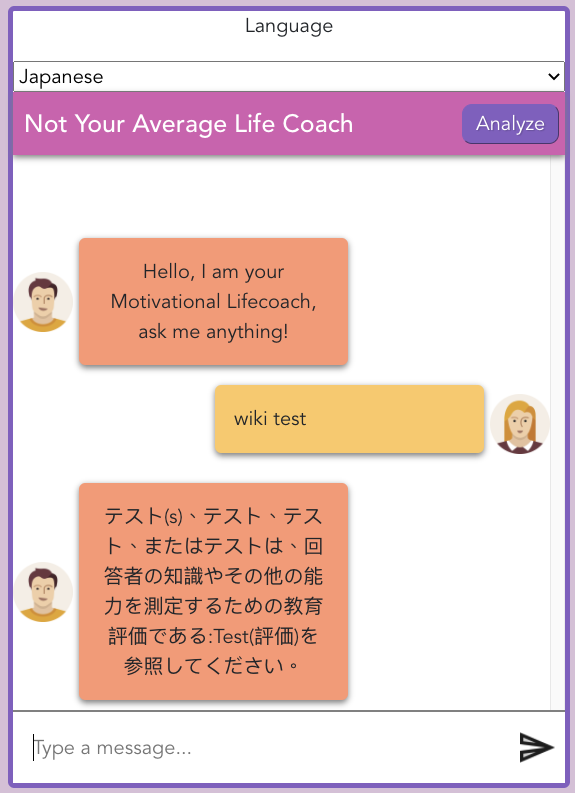 Language
Japanese
Not Your Average Life Coach
Analyze
Hello, I am your
Motivational Lifecoach,
ask me anything!
wiki test
テスト(s)、テスト、テス
ト、またはテストは、回
答者の知識やその他の能
力を測定するための教育
評価である:Test(評価)を
参照してください。
Type a message...